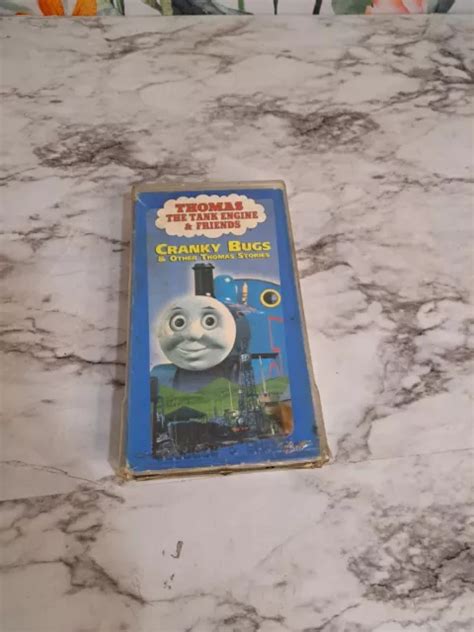 THOMAS
THE TANK ENGINE
& FRIENDS
CRANKY BUGS
& OTHER THOMAS STORIES